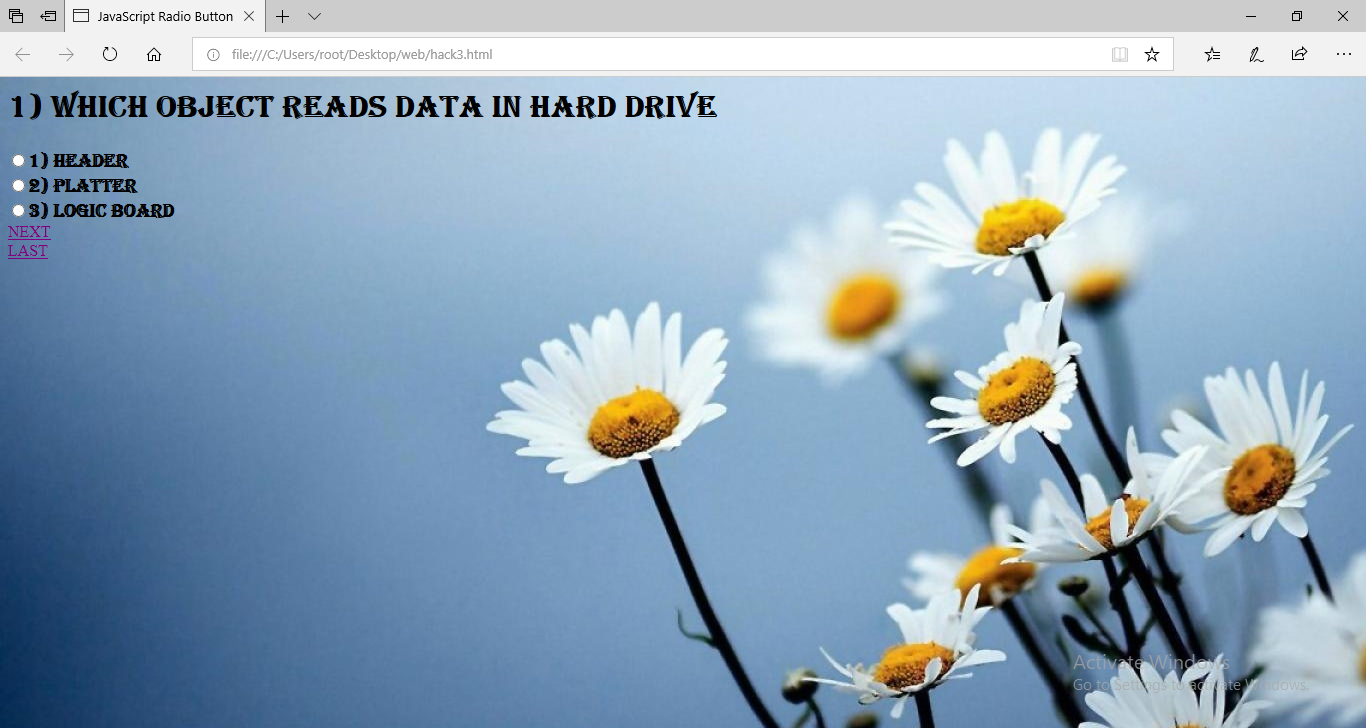 JavaScript Radio Button
file:///C:/Users/root/Desktop/web/hack3.html
1) WHICH OBJECT READS DATA IN HARD DRIVE
1) HEADER
2) PLATTER
3) LOGIC BOARD
NEXT
LAST
Activate Windows
Go to Settings to activate Windows.